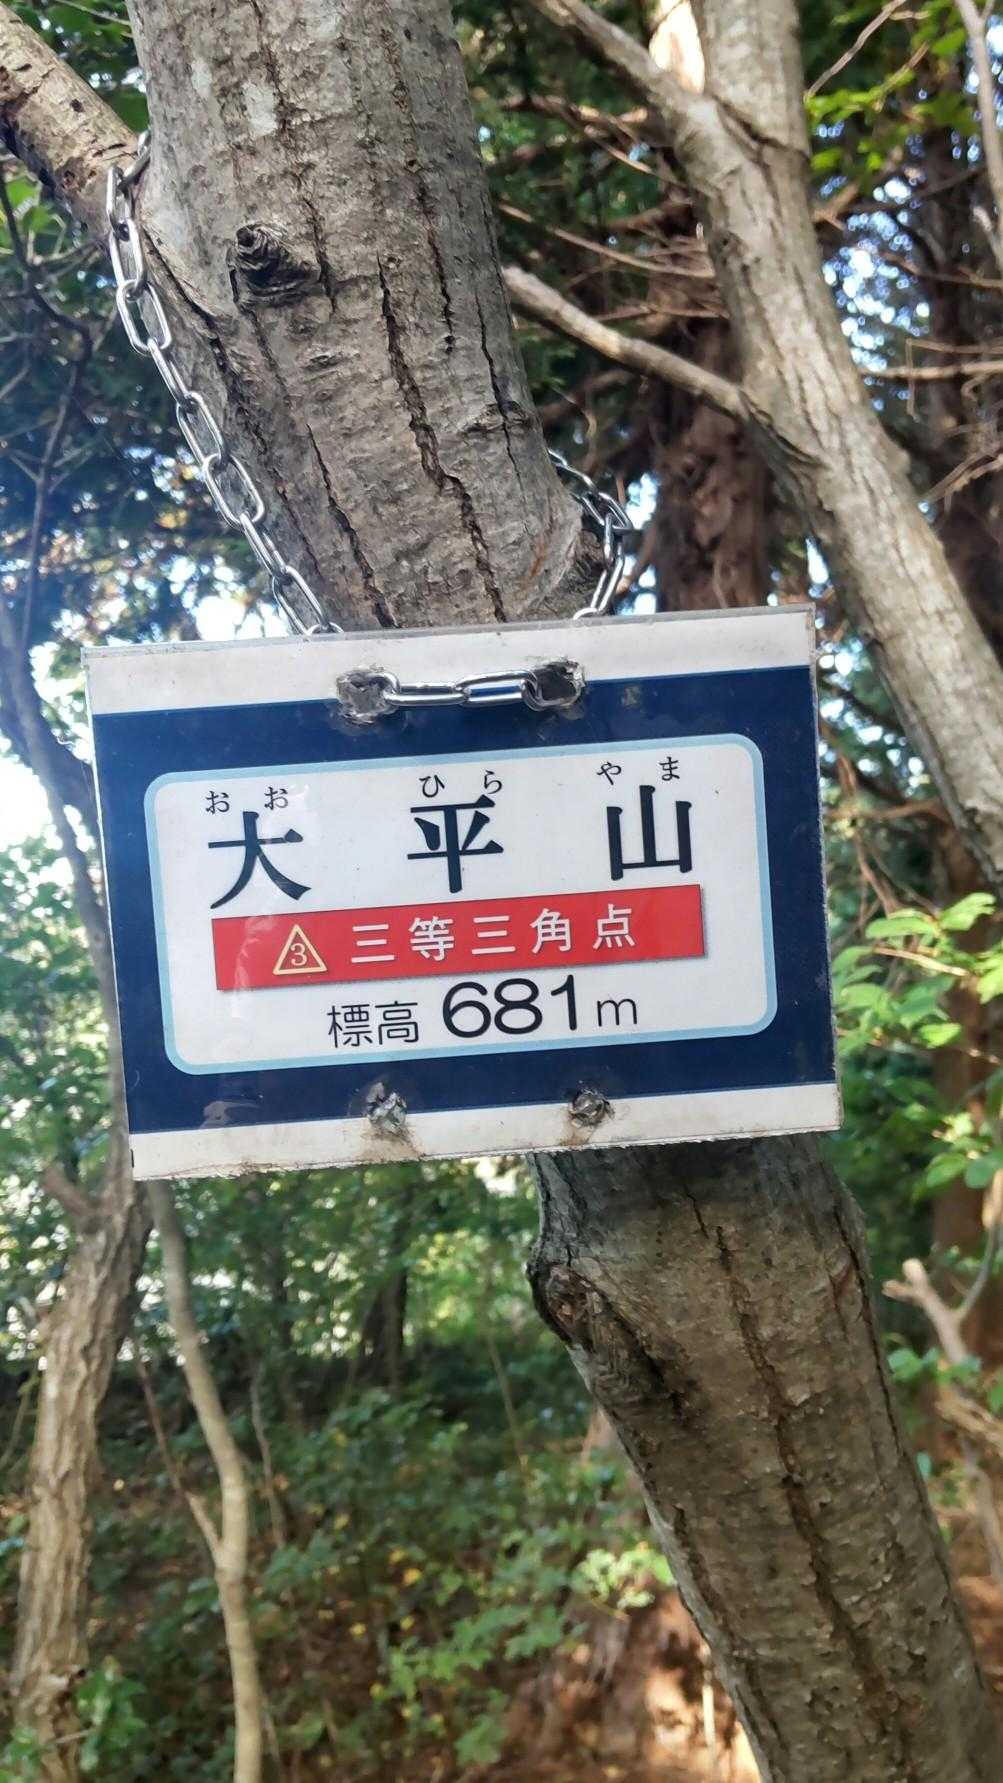 おお ひら やま
大平山
3 三等三角点
標高 681m